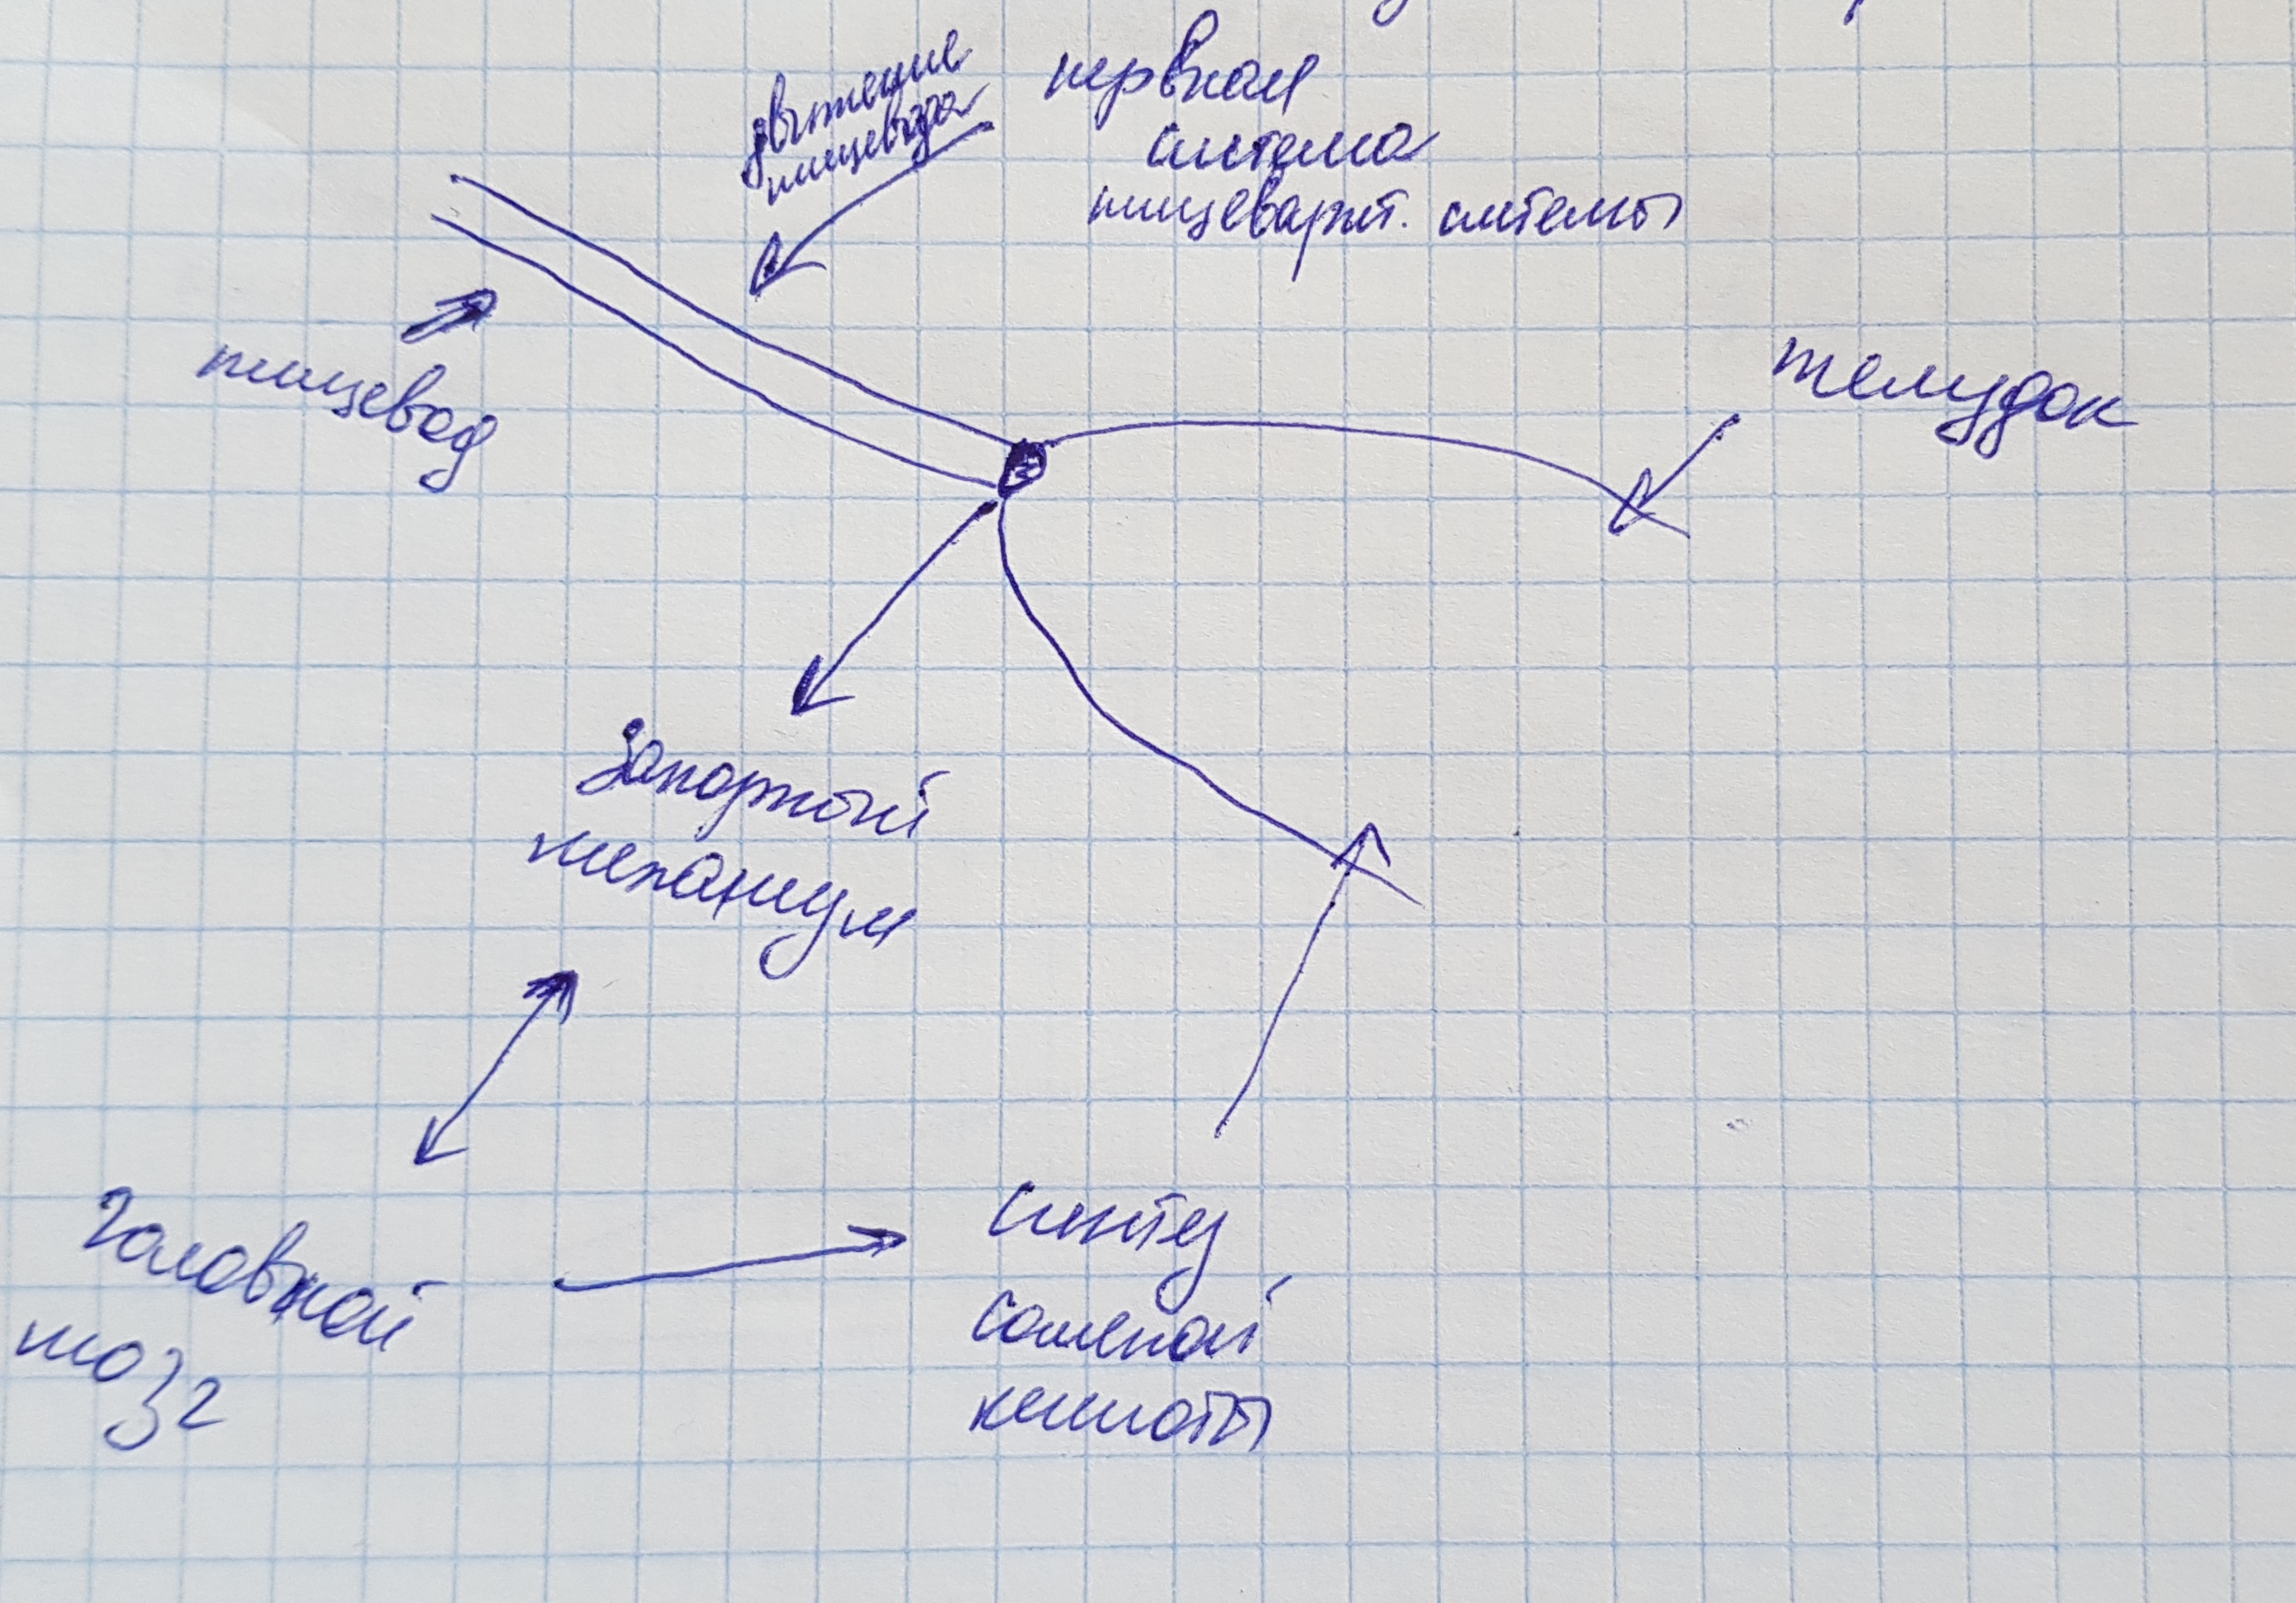 движение
пищевода
нервная
система
пищеварит. системы
пищевод
желудок
запорный
механизм
головной
мозг
синтез
соляной
кислоты